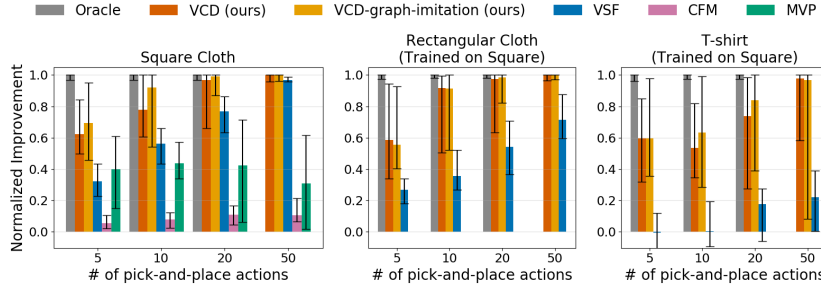 Oracle VCD (ours) VCD-graph-imitation (ours) VSF CFM MVP
Square Cloth
Rectangular Cloth
(Trained on Square)
T-shirt
(Trained on Square)
Normalized Improvement
1.0
0.8
0.6
0.4
0.2
0.0
5 10 20 50
# of pick-and-place actions
1.0
0.8
0.6
0.4
0.2
0.0
5 10 20 50
# of pick-and-place actions
1.0
0.8
0.6
0.4
0.2
0.0
5 10 20 50
# of pick-and-place actions